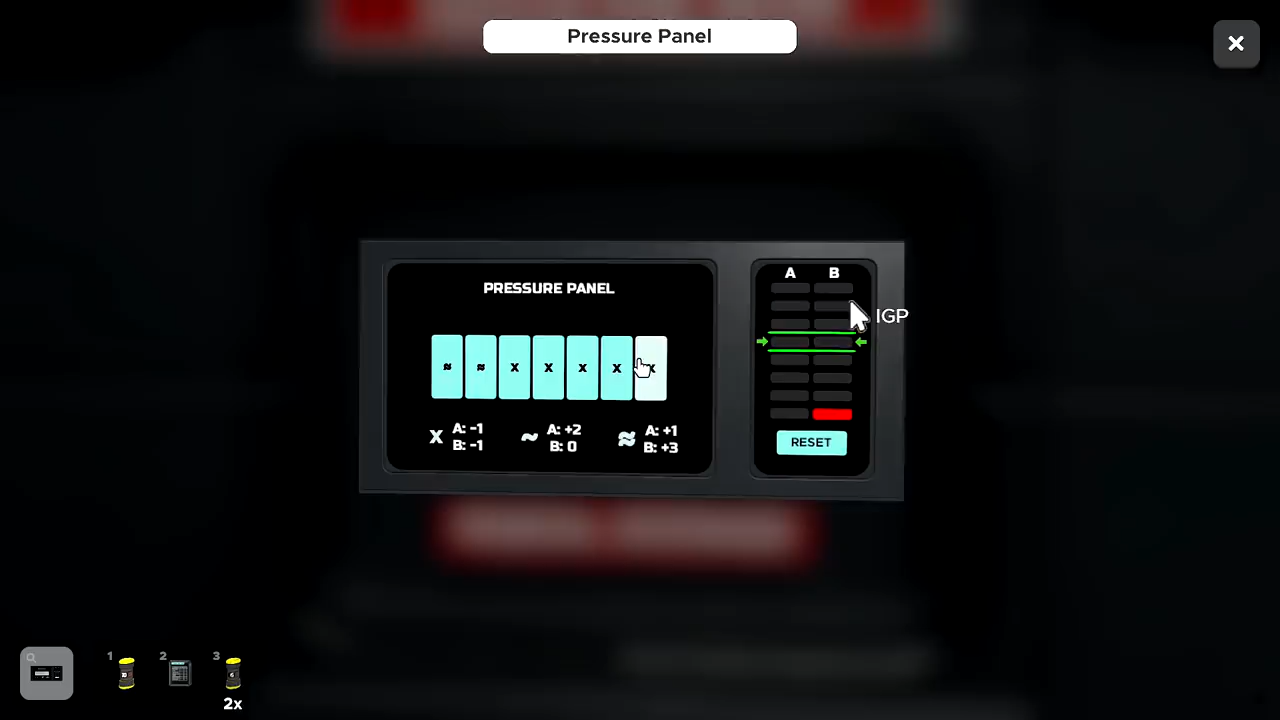 Pressure Panel
PRESSURE PANEL
A B
IGP
≈ ≈ x x x x x
X A: -1 B: -1
~ A: +2 B: 0
≈ A: +1 B: +3
RESET
1 2 3
2x